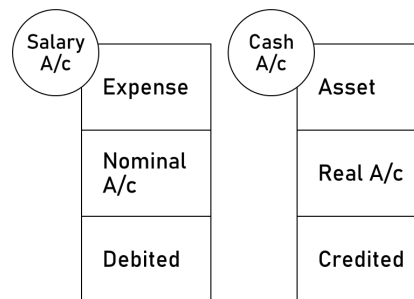 Salary
A/c
Expense
Nominal
A/c
Debited
Cash
A/c
Asset
Real A/c
Credited